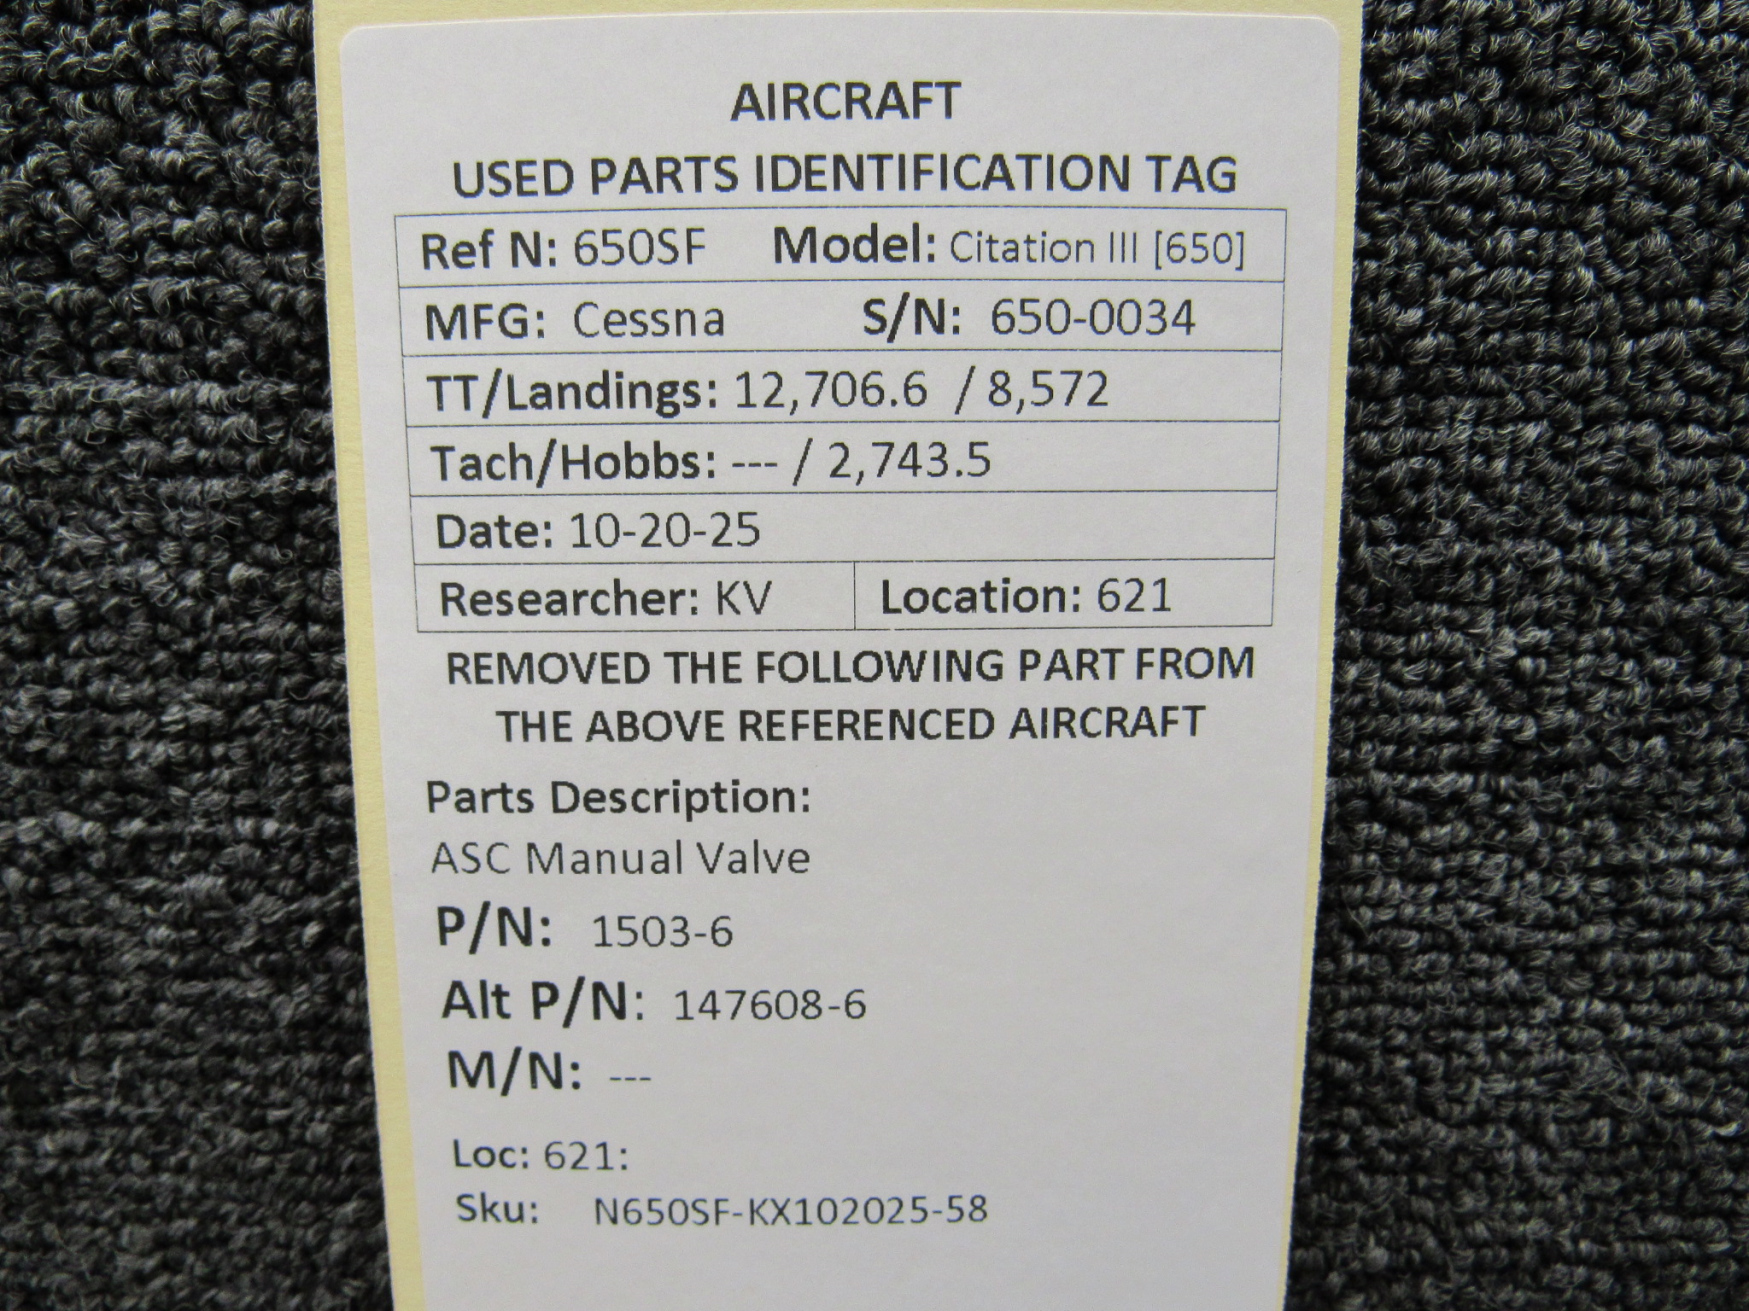 AIRCRAFT
USED PARTS IDENTIFICATION TAG
Ref N: 650SF Model: Citation III [650]
MFG: Cessna S/N: 650-0034
TT/Landings: 12,706.6 / 8,572
Tach/Hobbs: --- / 2,743.5
Date: 10-20-25
Researcher: KV Location: 621
REMOVED THE FOLLOWING PART FROM
THE ABOVE REFERENCED AIRCRAFT
Parts Description:
ASC Manual Valve
P/N: 1503-6
Alt P/N: 147608-6
M/N: ---
Loc: 621:
Sku: N650SF-KX102025-58